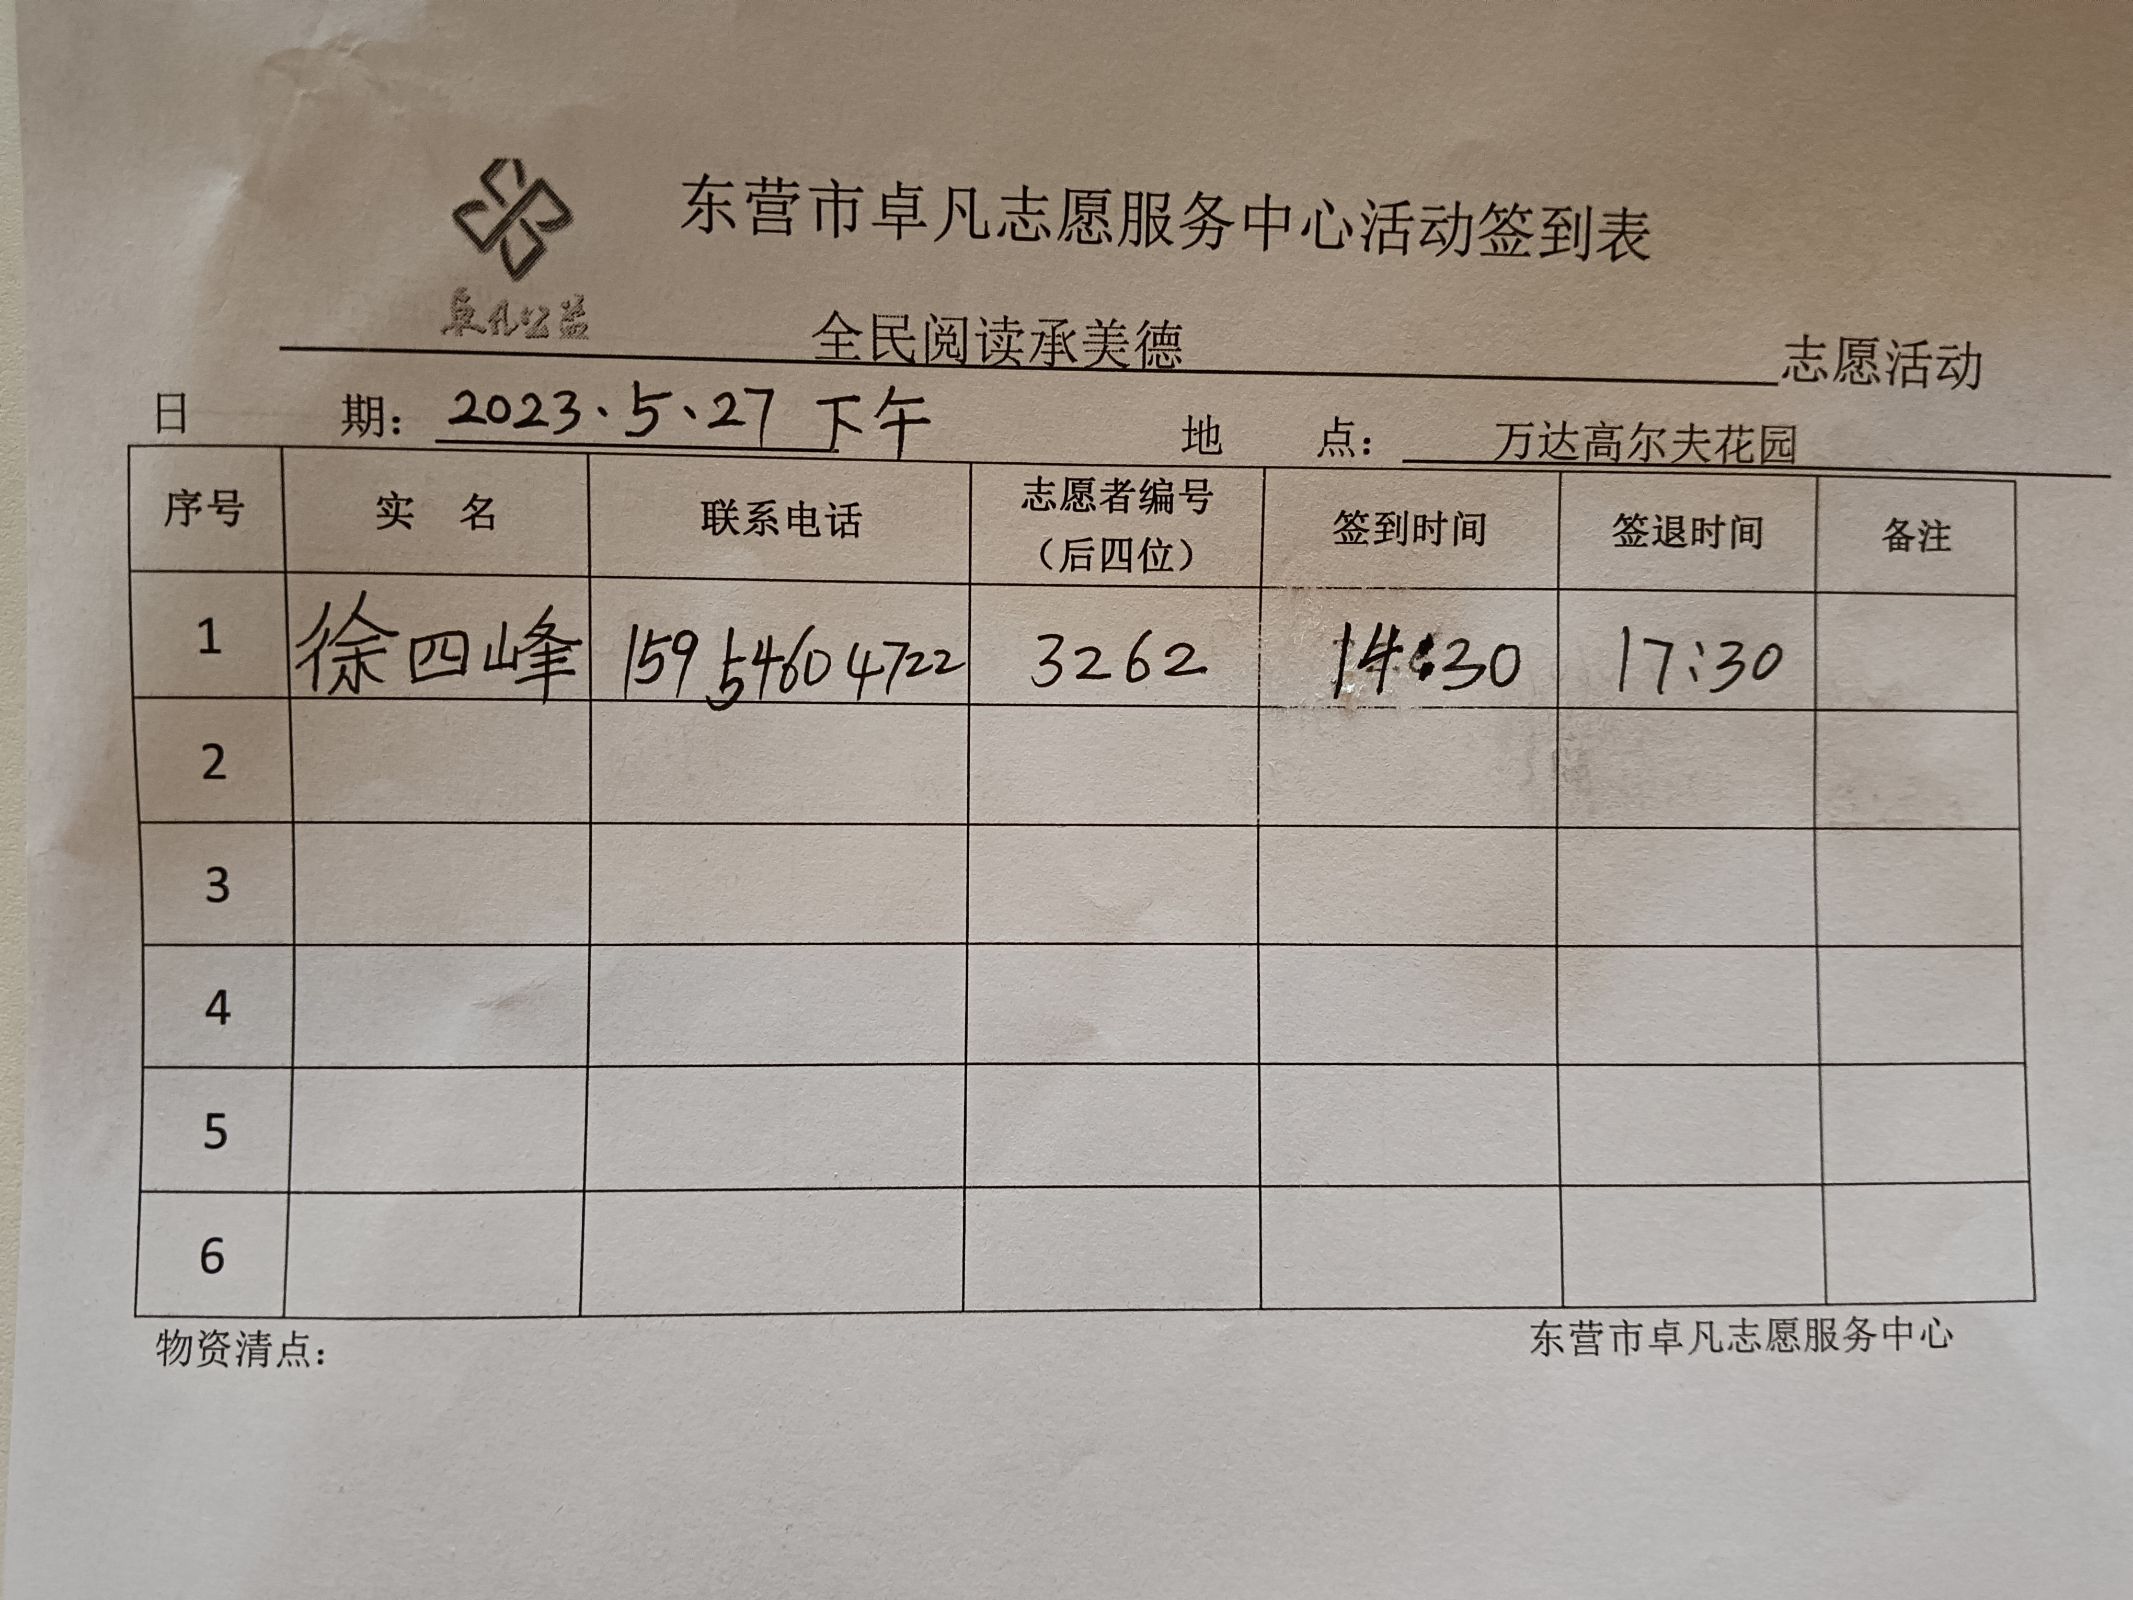 东营市卓凡志愿服务中心活动签到表
卓凡公益
全民阅读承美德 志愿活动
日 期: 2023、5、27 下午 地 点: 万达高尔夫花园
序号 实 名 联系电话 志愿者编号（后四位） 签到时间 签退时间 备注
1 徐四峰 15954604722 3262 14:30 17:30
2
3
4
5
6
物资清点: 东营市卓凡志愿服务中心